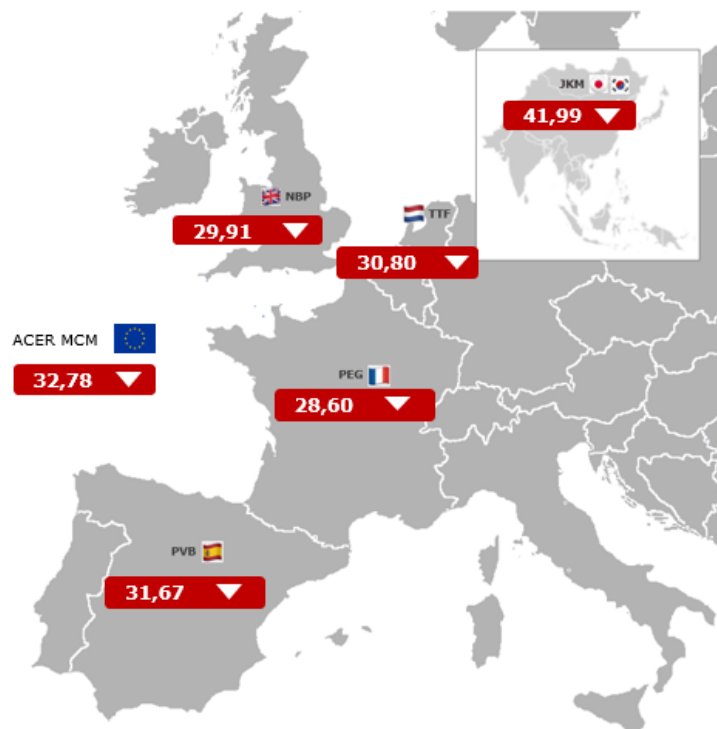 JKM
41,99
NBP
29,91
TTF
30,80
ACER MCM
32,78
PEG
28,60
PVB
31,67